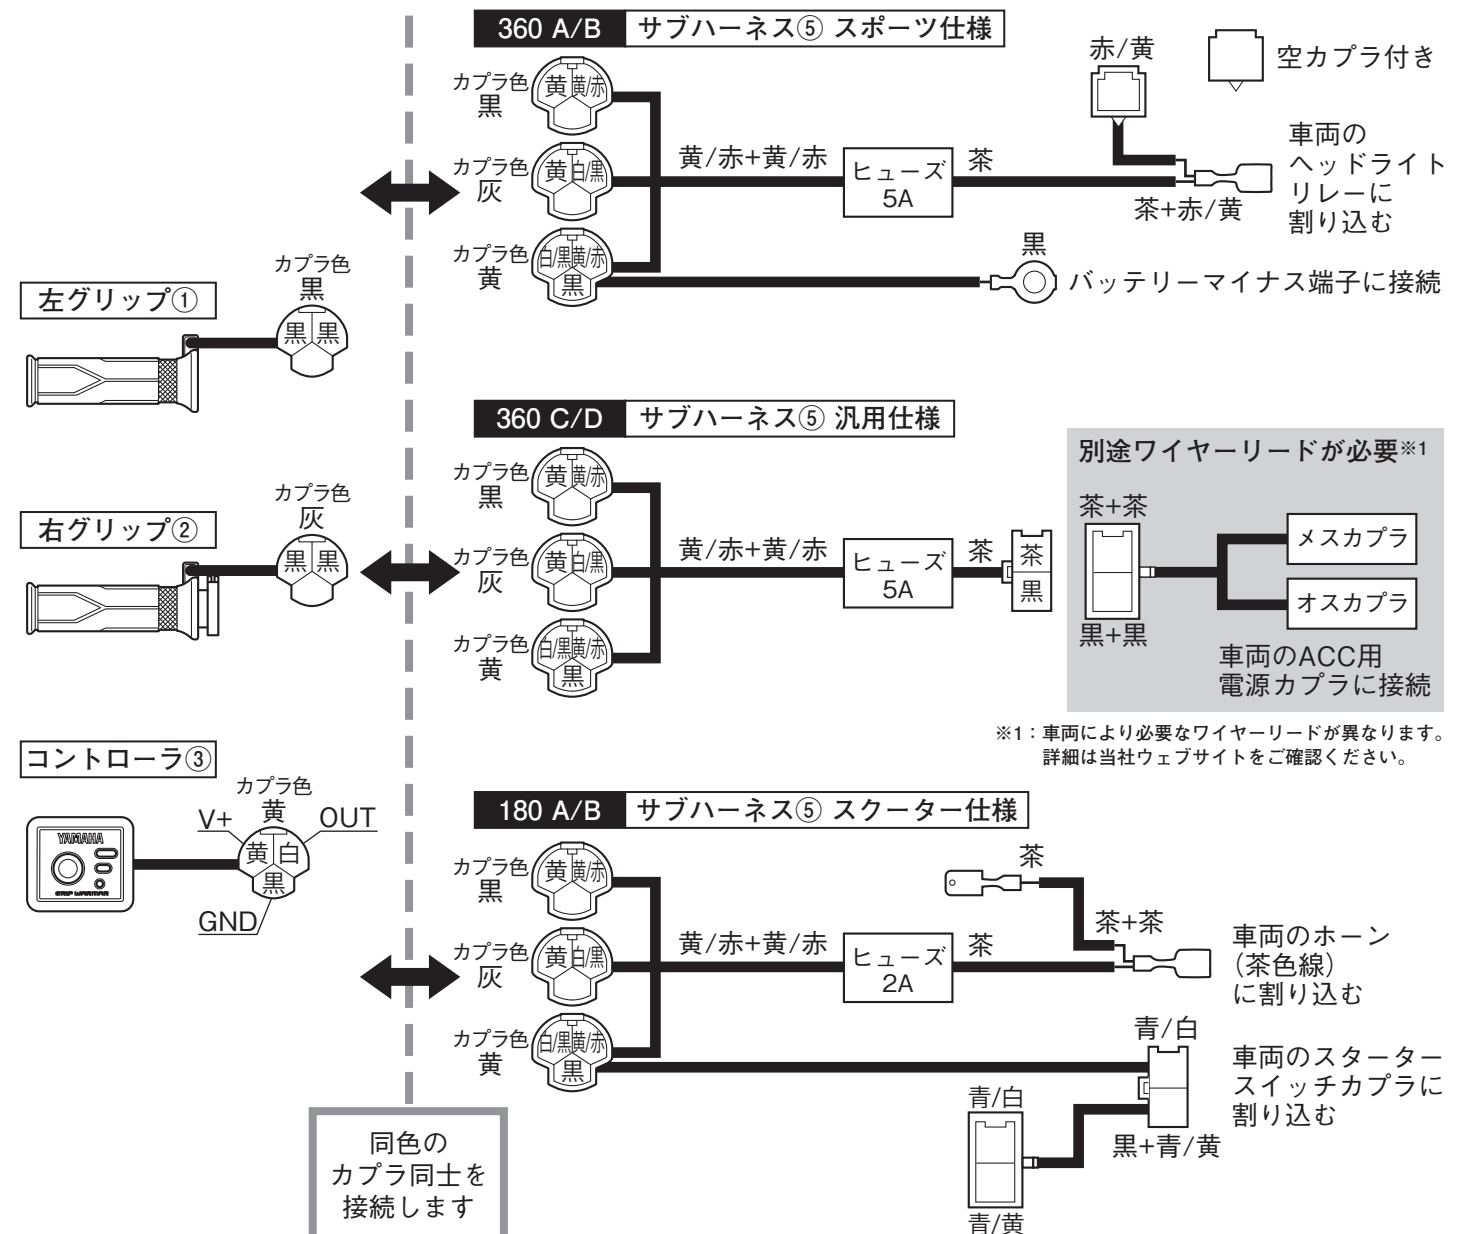 360 A/B サブハーネス⑤ スポーツ仕様
カプラ色
黒
黄 黄/赤
カプラ色
灰
黄 白/黒
カプラ色
黄
白/黒 黄/赤
黒
黄/赤+黄/赤
ヒューズ
5A
茶
赤/黄
空カプラ付き
茶+赤/黄
車両の
ヘッドライト
リレーに
割り込む
黒
バッテリーマイナス端子に接続
左グリップ①
カプラ色
黒
黒 黒
360 C/D サブハーネス⑤ 汎用仕様
カプラ色
黒
黄 黄/赤
カプラ色
灰
黄 白/黒
カプラ色
黄
白/黒 黄/赤
黒
黄/赤+黄/赤
ヒューズ
5A
茶
茶
黒
別途ワイヤーリードが必要※1
茶+茶
黒+黒
メスカプラ
オスカプラ
車両のACC用
電源カプラに接続
※1：車両により必要なワイヤーリードが異なります。
詳細は当社ウェブサイトをご確認ください。
右グリップ②
カプラ色
灰
黒 黒
コントローラ③
カプラ色
黄
V+
OUT
黄 白
黒
GND
YAMAHA
GRIP WARMAR
180 A/B サブハーネス⑤ スクーター仕様
カプラ色
黒
黄 黄/赤
カプラ色
灰
黄 白/黒
カプラ色
黄
白/黒 黄/赤
黒
黄/赤+黄/赤
ヒューズ
2A
茶
茶
茶+茶
車両のホーン
（茶色線）
に割り込む
青/白
黒+青/黄
青/白
青/黄
車両のスターター
スイッチカプラに
割り込む
同色の
カプラ同士を
接続します